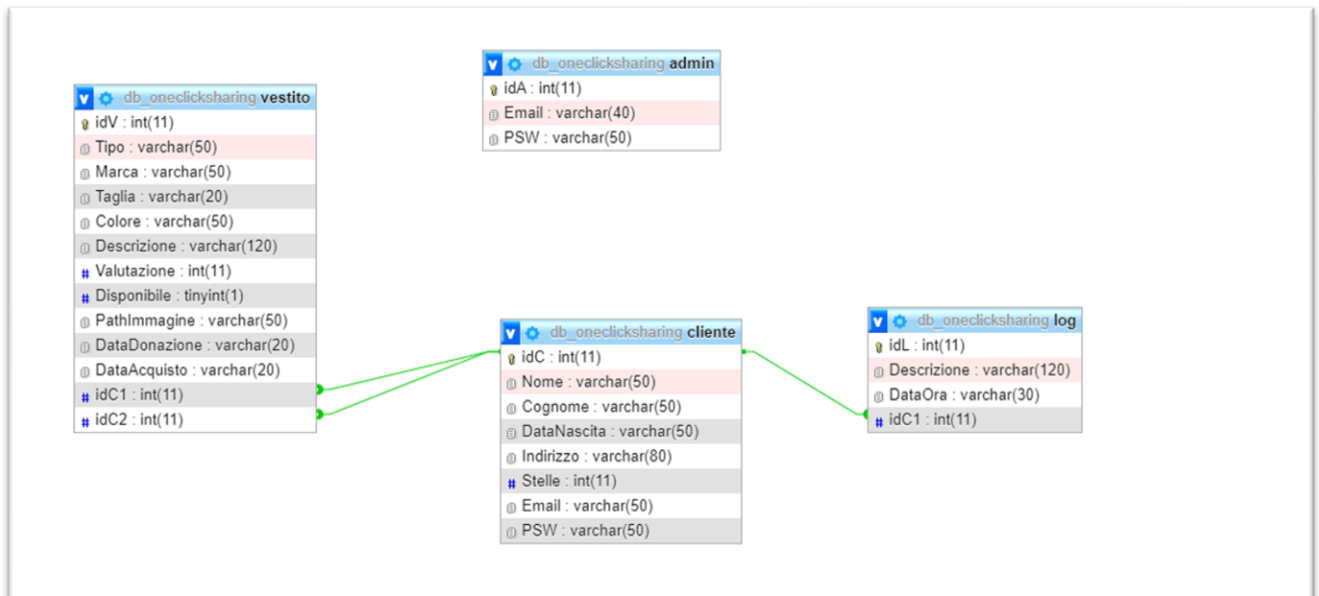 db_oneclicksharing vestito
idV : int(11)
Tipo : varchar(50)
Marca : varchar(50)
Taglia : varchar(20)
Colore : varchar(50)
Descrizione : varchar(120)
# Valutazione : int(11)
# Disponibile : tinyint(1)
PathImmagine : varchar(50)
DataDonazione : varchar(20)
DataAcquisto : varchar(20)
# idC1 : int(11)
# idC2 : int(11)
db_oneclicksharing admin
idA : int(11)
Email : varchar(40)
PSW : varchar(50)
db_oneclicksharing cliente
idC : int(11)
Nome : varchar(50)
Cognome : varchar(50)
DataNascita : varchar(50)
Indirizzo : varchar(80)
# Stelle : int(11)
Email : varchar(50)
PSW : varchar(50)
db_oneclicksharing log
idL : int(11)
Descrizione : varchar(120)
DataOra : varchar(30)
# idC1 : int(11)